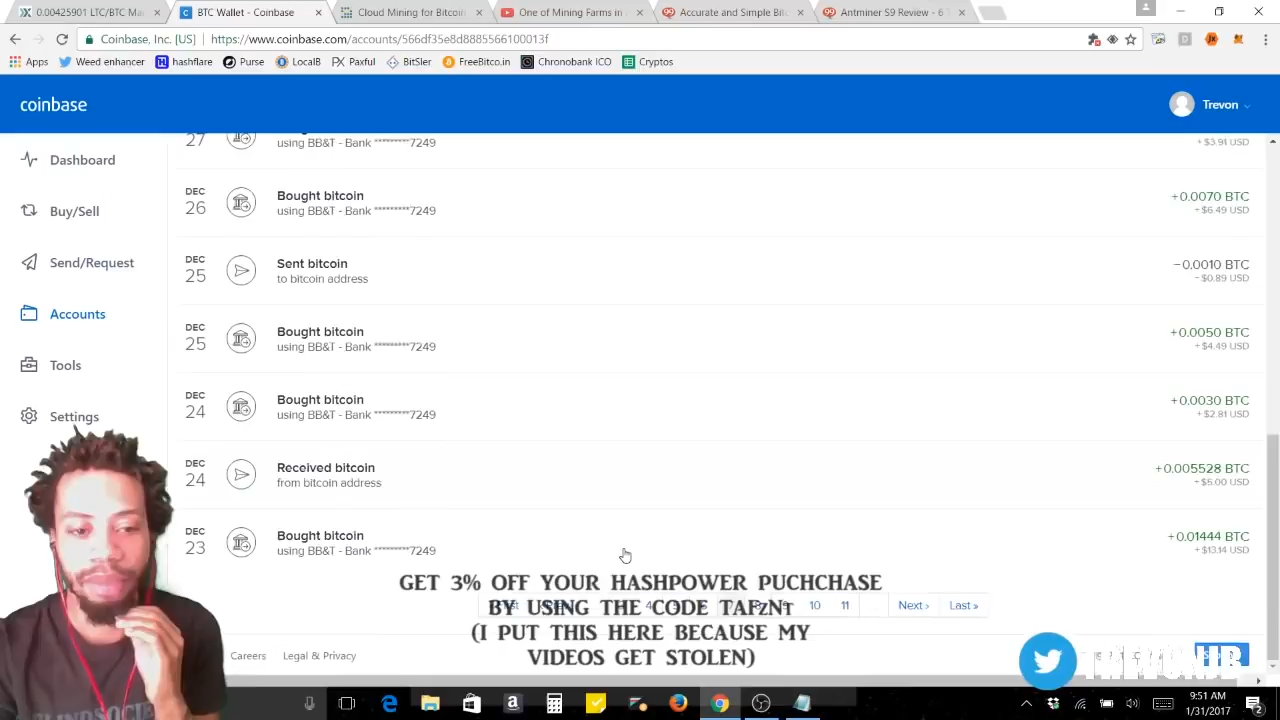 0.00425901 LTC/BTC Mar
BTC Wallet - Coinbase
Cloud Mining for Bitcoin
One of Mining Farms in
Accurate and Simple Bit
Antminer S9 Review - 6
Coinbase, Inc. [US]
https://www.coinbase.com/accounts/566df35e8d8885566100013f
Apps
Weed enhancer
hashflare
Purse
LocalB
Paxful
BitSler
FreeBitco.in
Chronobank ICO
Cryptos
coinbase
Trevon
Dashboard
Buy/Sell
Send/Request
Accounts
Tools
Settings
27
using BB&T - Bank ********7249
+ $3.91 USD
DEC
26
Bought bitcoin
using BB&T - Bank ********7249
+0.0070 BTC
+ $6.49 USD
DEC
25
Sent bitcoin
to bitcoin address
−0.0010 BTC
− $0.89 USD
DEC
25
Bought bitcoin
using BB&T - Bank ********7249
+0.0050 BTC
+ $4.49 USD
DEC
24
Bought bitcoin
using BB&T - Bank ********7249
+0.0030 BTC
+ $2.81 USD
DEC
24
Received bitcoin
from bitcoin address
+0.005528 BTC
+ $5.00 USD
DEC
23
Bought bitcoin
using BB&T - Bank ********7249
+0.01444 BTC
+ $13.14 USD
GET 3% OFF YOUR HASHPOWER PUCHCHASE
BY USING THE CODE TAFZNT
(I PUT THIS HERE BECAUSE MY
VIDEOS GET STOLEN)
10
11
Next ›
Last »
Careers
Legal & Privacy
9:51 AM
1/31/2017
2